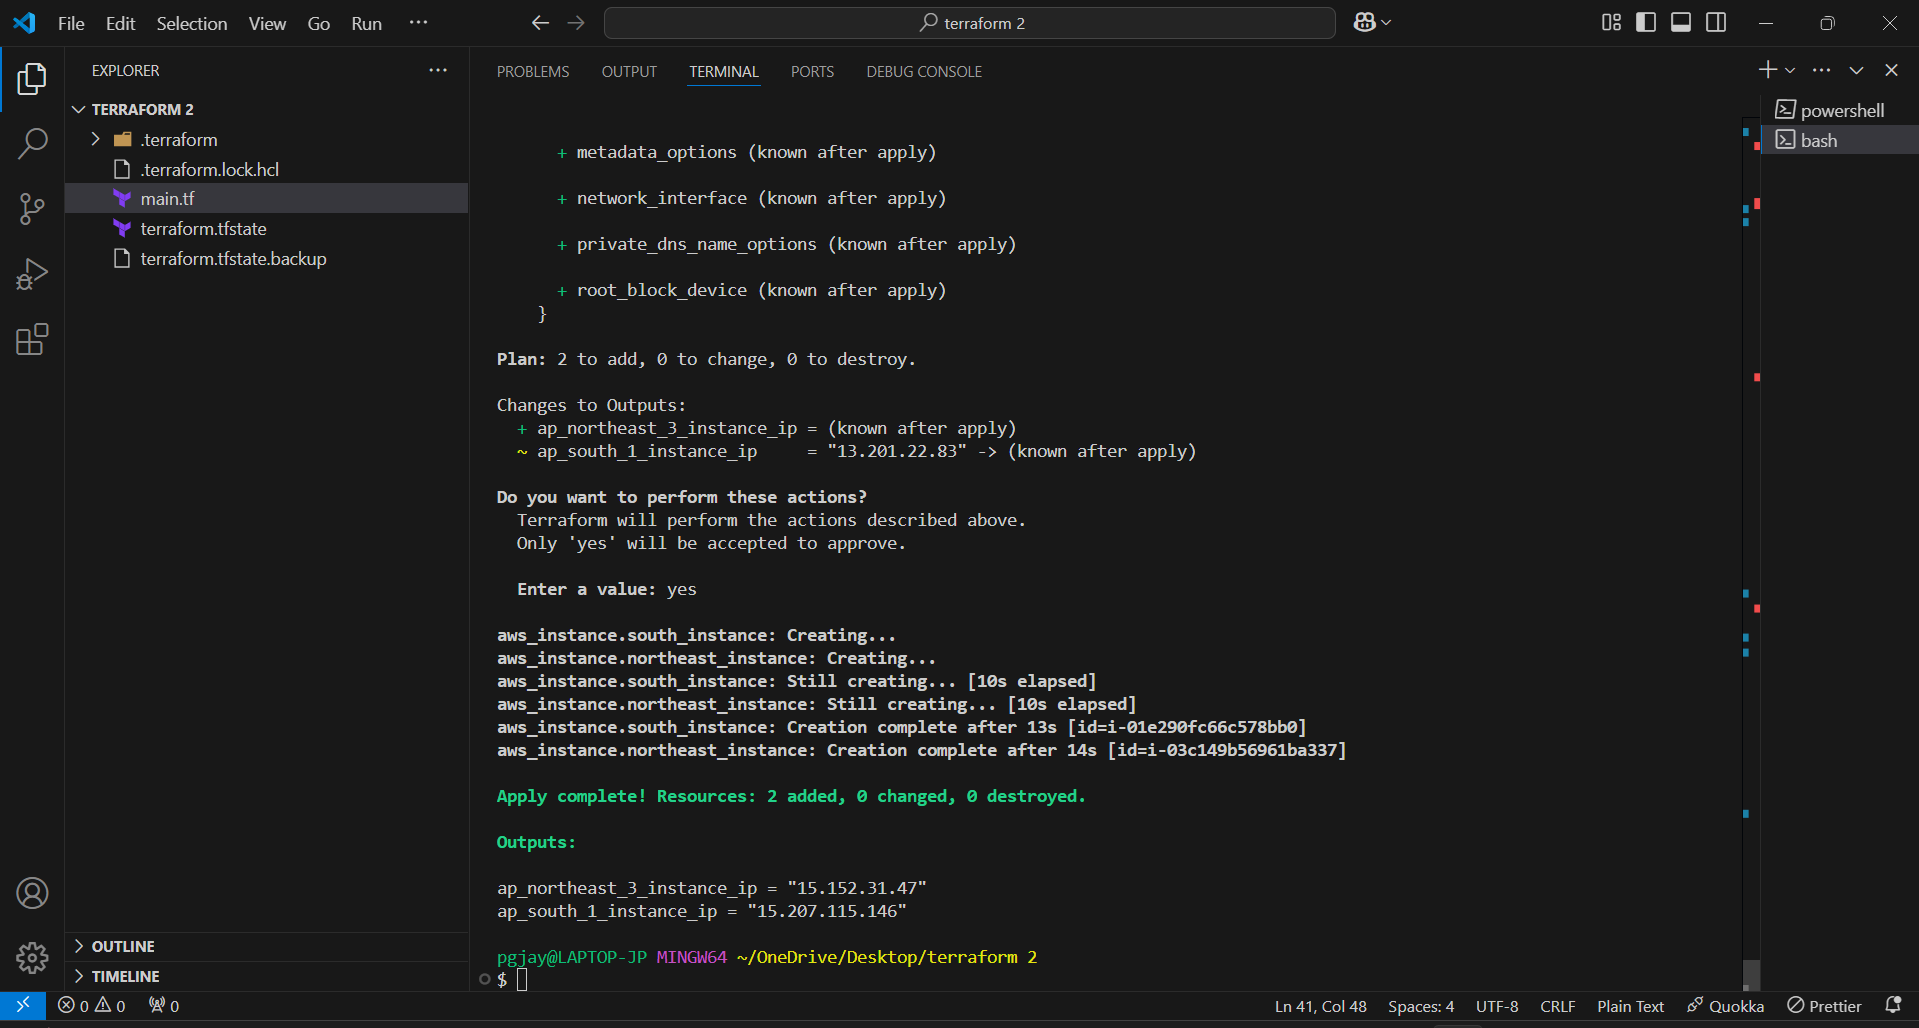 File Edit Selection View Go Run ···
terraform 2
EXPLORER ···
PROBLEMS OUTPUT TERMINAL PORTS DEBUG CONSOLE
TERRAFORM 2
.terraform
.terraform.lock.hcl
main.tf
terraform.tfstate
terraform.tfstate.backup
OUTLINE
TIMELINE
+ metadata_options (known after apply)
+ network_interface (known after apply)
+ private_dns_name_options (known after apply)
+ root_block_device (known after apply)
}
Plan: 2 to add, 0 to change, 0 to destroy.
Changes to Outputs:
+ ap_northeast_3_instance_ip = (known after apply)
~ ap_south_1_instance_ip     = "13.201.22.83" -> (known after apply)
Do you want to perform these actions?
Terraform will perform the actions described above.
Only 'yes' will be accepted to approve.
Enter a value: yes
aws_instance.south_instance: Creating...
aws_instance.northeast_instance: Creating...
aws_instance.south_instance: Still creating... [10s elapsed]
aws_instance.northeast_instance: Still creating... [10s elapsed]
aws_instance.south_instance: Creation complete after 13s [id=i-01e290fc66c578bb0]
aws_instance.northeast_instance: Creation complete after 14s [id=i-03c149b56961ba337]
Apply complete! Resources: 2 added, 0 changed, 0 destroyed.
Outputs:
ap_northeast_3_instance_ip = "15.152.31.47"
ap_south_1_instance_ip = "15.207.115.146"
pgjay@LAPTOP-JP MINGW64 ~/OneDrive/Desktop/terraform 2
$
powershell
bash
0 0 0 Ln 41, Col 48 Spaces: 4 UTF-8 CRLF Plain Text Quokka Prettier